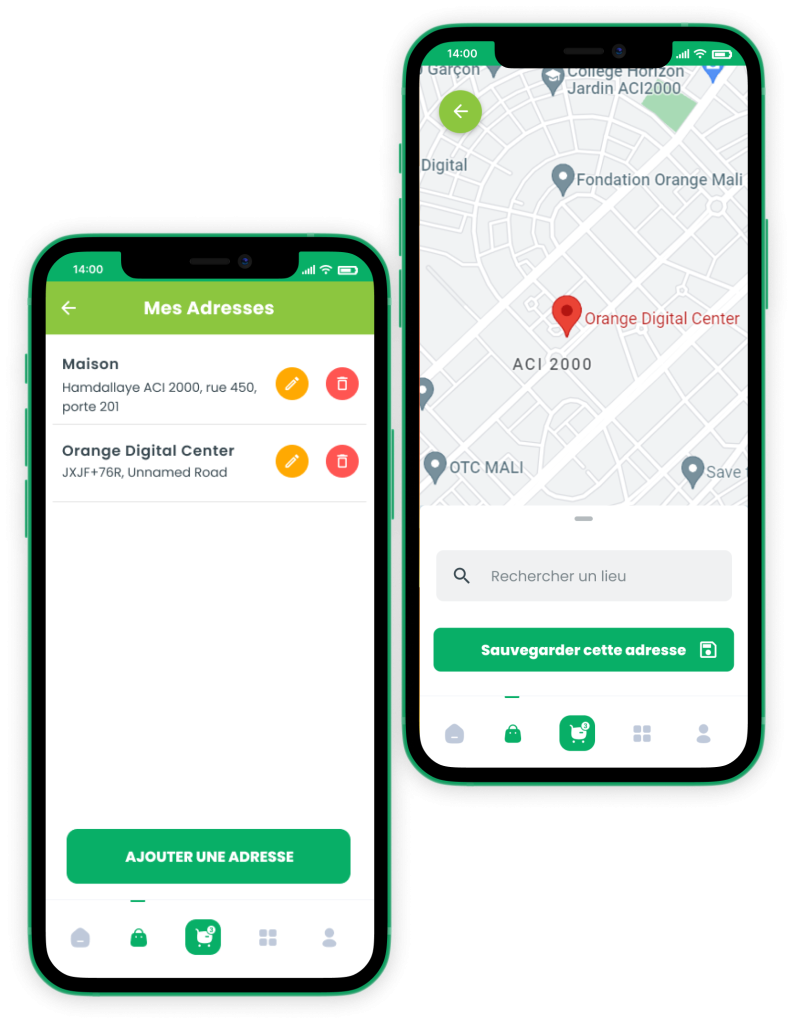 14:00
Mes Adresses
Maison
Hamdallaye ACI 2000, rue 450,
porte 201
Orange Digital Center
JXJF+76R, Unnamed Road
AJOUTER UNE ADRESSE
3
14:00
Garçon
College Horizon
Jardin ACI2000
Digital
Fondation Orange Mali
Orange Digital Center
ACI 2000
OTC MALI
Save
Rechercher un lieu
Sauvegarder cette adresse
3